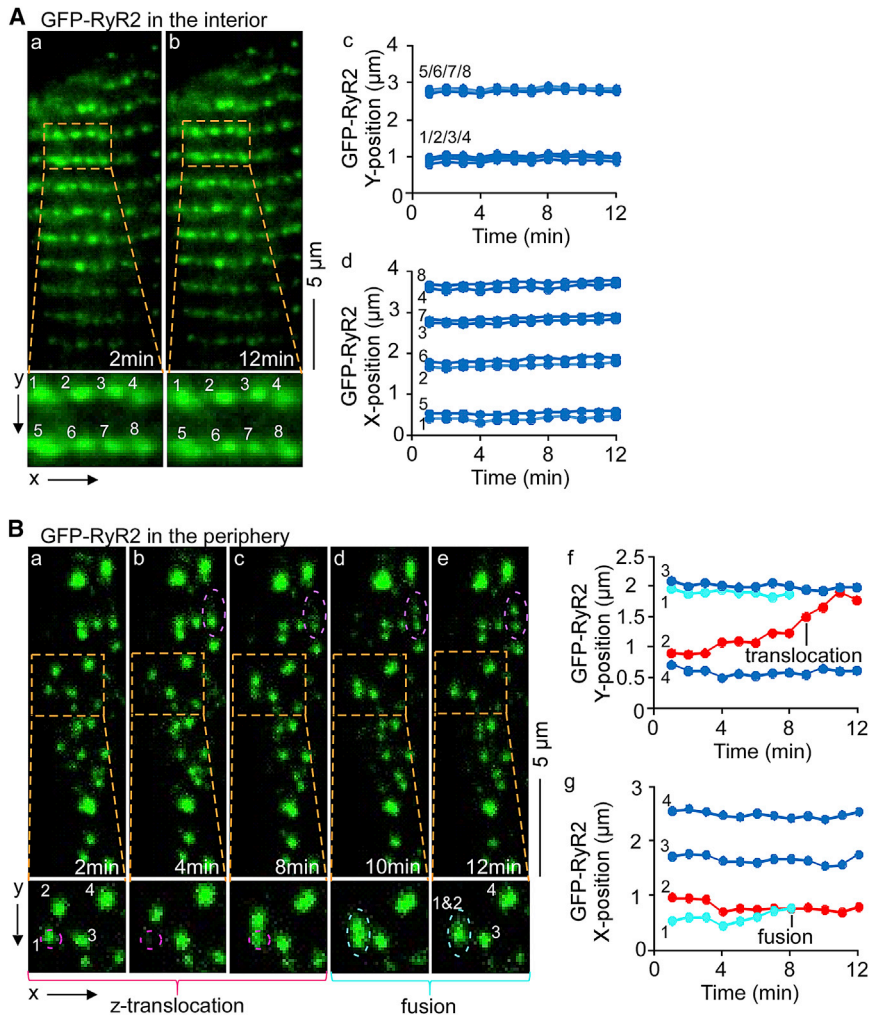 A GFP-RyR2 in the interior
a
b
2min
12min
5 µm
y
x
1 2 3 4
5 6 7 8
1 2 3 4
5 6 7 8
c
GFP-RyR2
Y-position (µm)
4
3
2
1
0
5/6/7/8
1/2/3/4
0 4 8 12
Time (min)
d
GFP-RyR2
X-position (µm)
4
3
2
1
0
8
4
7
3
6
2
5
1
0 4 8 12
Time (min)
B GFP-RyR2 in the periphery
a
b
c
d
e
2min
4min
8min
10min
12min
5 µm
y
x
2 4
1 3
1&2 4
3
z-translocation
fusion
f
GFP-RyR2
Y-position (µm)
2.5
2
1.5
1
0.5
0
3
1
2
4
translocation
0 4 8 12
Time (min)
g
GFP-RyR2
X-position (µm)
3
2
1
0
4
3
2
1
fusion
0 4 8 12
Time (min)